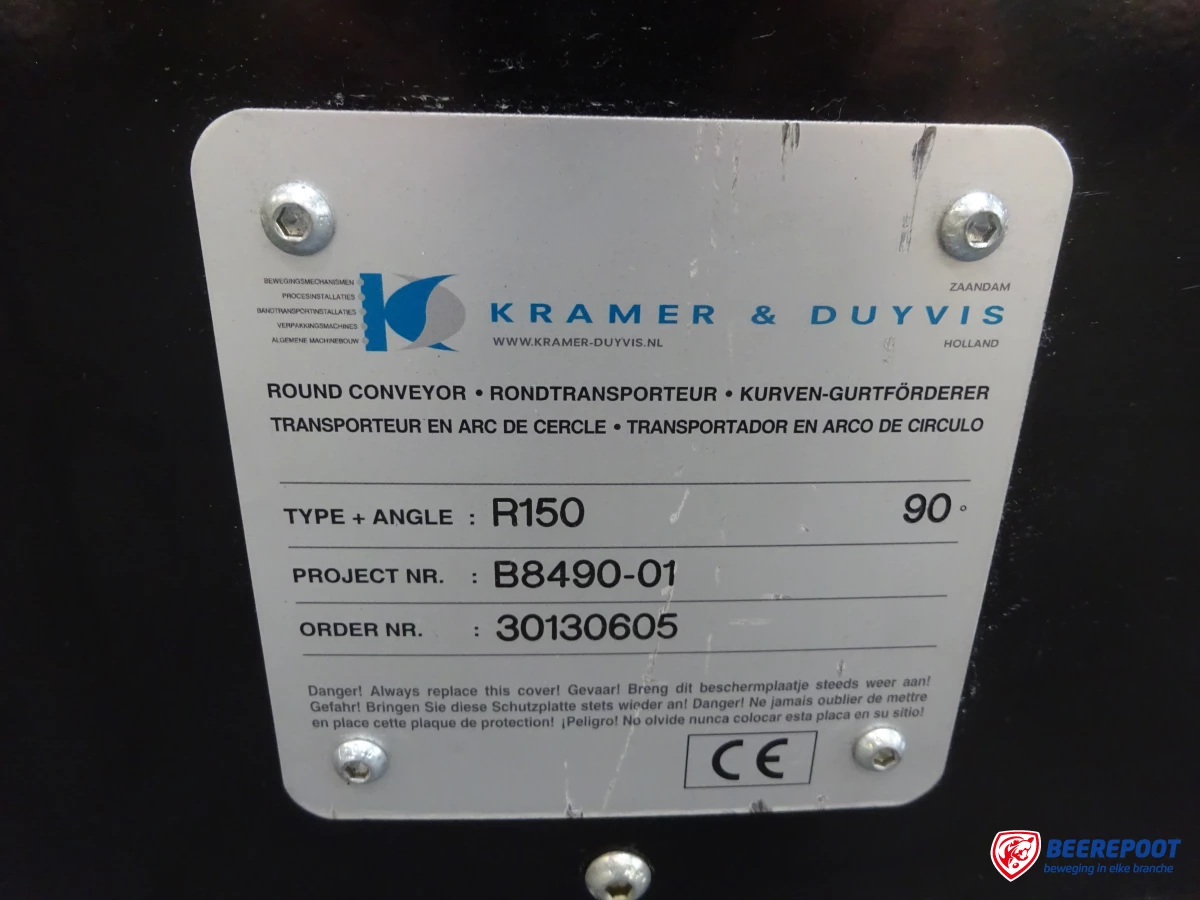 BEWEGINGSMECHANISMEN
PROCESINSTALLATIES
BANDTRANSPORTINSTALLATIES
VERPAKKINGSMACHINES
ALGEMENE MACHINEBOUW
KRAMER & DUYVIS
WWW.KRAMER-DUYVIS.NL
ZAANDAM
HOLLAND
ROUND CONVEYOR • RONDTRANSPORTEUR • KURVEN-GURTFÖRDERER
TRANSPORTEUR EN ARC DE CERCLE • TRANSPORTADOR EN ARCO DE CIRCULO
TYPE + ANGLE : R150 90°
PROJECT NR. : B8490-01
ORDER NR. : 30130605
Danger! Always replace this cover! Gevaar! Breng dit beschermplaatje steeds weer aan!
Gefahr! Bringen Sie diese Schutzplatte stets wieder an! Danger! Ne jamais oublier de mettre
en place cette plaque de protection! ¡Peligro! No olvide nunca colocar esta placa en su sitio!
CE
BEEREPOOT
beweging in elke branche